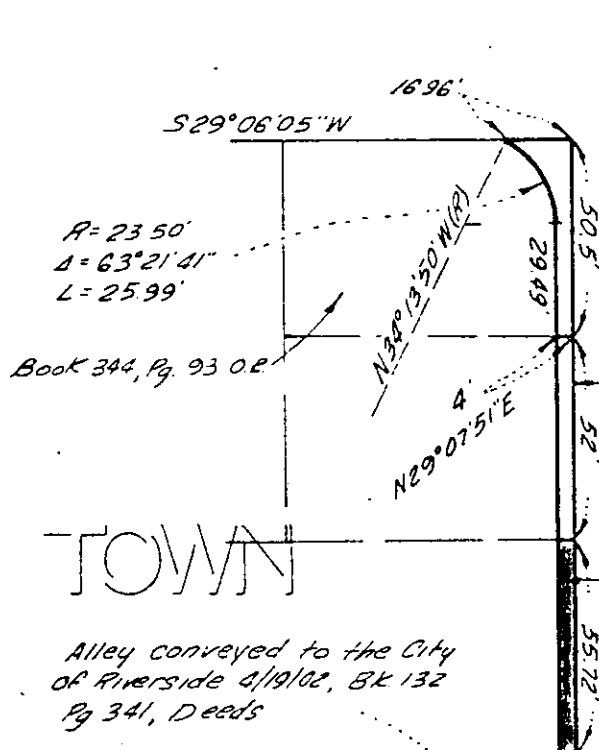 16.96'
S29°06'05"W
R = 23.50'
Δ = 63°21'41"
L = 25.99'
N34°13'50"W(R)
50.5'
29.49'
Book 344, Pg. 93 O.R.
4'
N29°07'51"E
52'
TOWN
Alley conveyed to the City
of Riverside 4/19/02, BK. 132
Pg 341, Deeds
55.72'